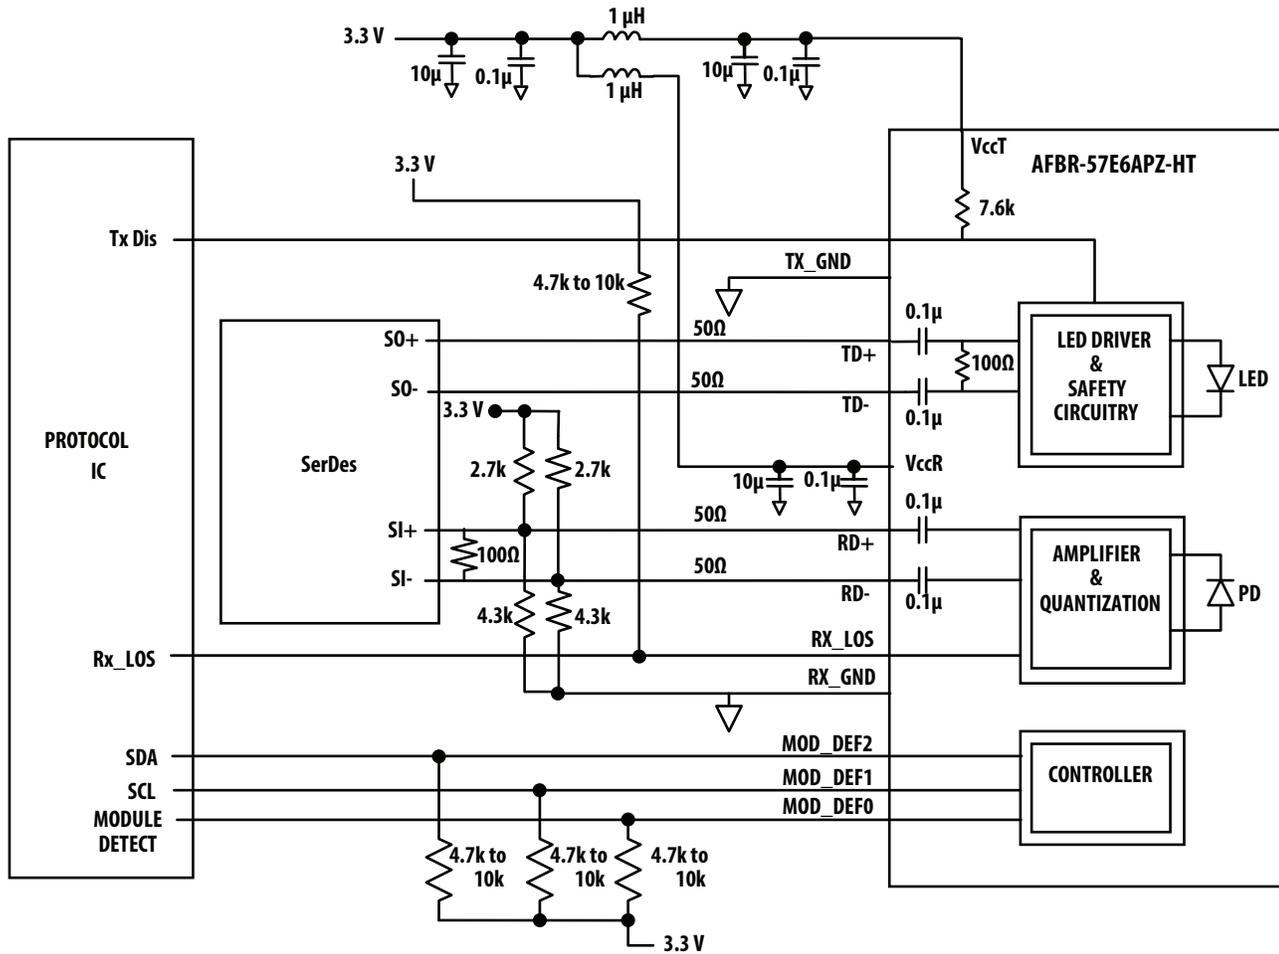 1 µH
3.3 V
10µ
0.1µ
1 µH
10µ
0.1µ
3.3 V
VccT
AFBR-57E6APZ-HT
7.6k
Tx Dis
TX_GND
4.7k to 10k
0.1µ
SO+
50Ω
TD+
100Ω
LED DRIVER
&
SAFETY
CIRCUITRY
LED
SO-
50Ω
TD-
0.1µ
3.3 V
PROTOCOL
IC
SerDes
2.7k
2.7k
VccR
10µ
0.1µ
0.1µ
SI+
50Ω
RD+
100Ω
AMPLIFIER
&
QUANTIZATION
PD
SI-
50Ω
RD-
0.1µ
4.3k
4.3k
Rx_LOS
RX_LOS
RX_GND
SDA
MOD_DEF2
SCL
MOD_DEF1
MODULE
DETECT
MOD_DEF0
CONTROLLER
4.7k to
10k
4.7k to
10k
4.7k to
10k
3.3 V